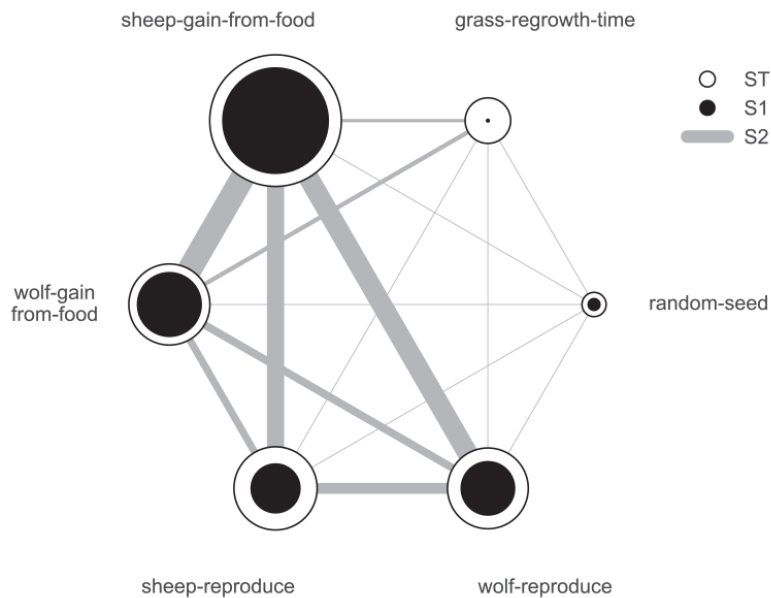 sheep-gain-from-food
grass-regrowth-time
ST
S1
S2
wolf-gain
from-food
random-seed
sheep-reproduce
wolf-reproduce